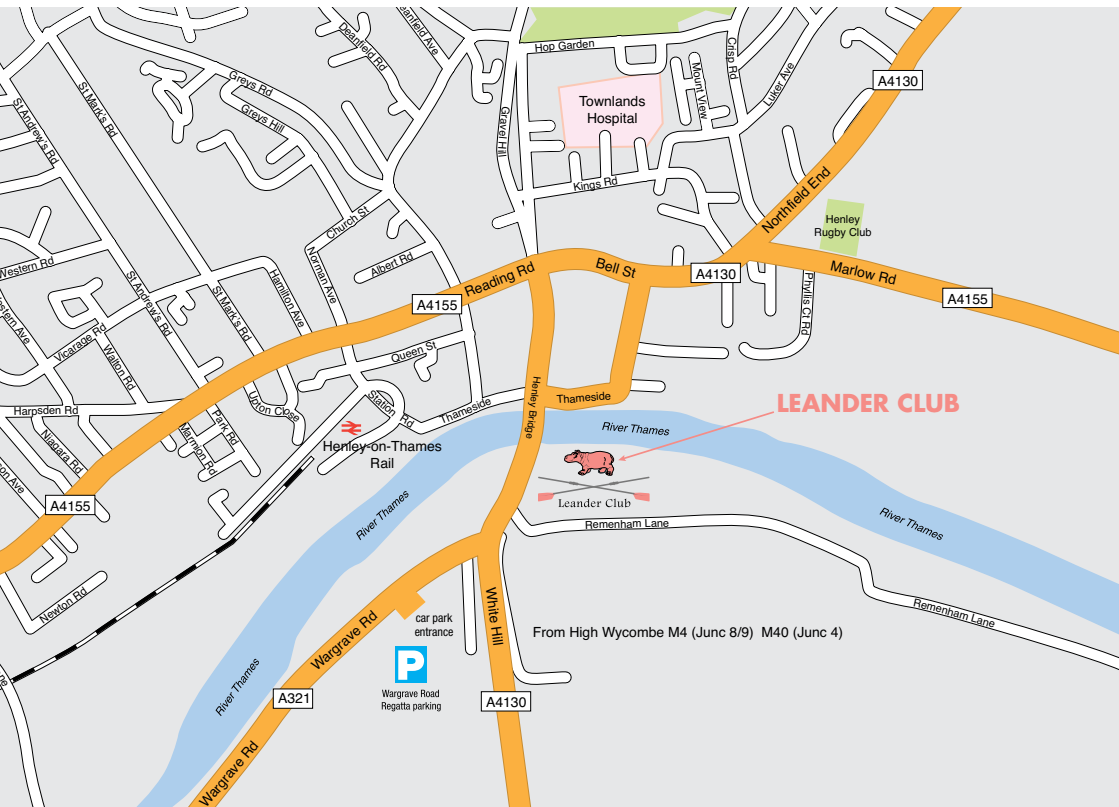 Deanfield Ave
Deanfield Rd
Hop Garden
Crisp Rd
Luker Ave
Mount View
A4130
Greys Rd
Greys Hill
St Mark's Rd
St Andrew's Rd
Gravel Hill
Townlands
Hospital
Kings Rd
Northfield End
Henley
Rugby Club
Church St
Norman Ave
Albert Rd
Western Rd
Hamilton Ave
St Andrew's Rd
St Mark's Rd
Reading Rd
Bell St
A4130
Marlow Rd
A4155
Phyllis Ct Rd
A4155
Vicarage Rd
Walton Rd
Queen St
Harpsden Rd
Upton Close
Station Rd
Thameside
Henley Bridge
Thameside
LEANDER CLUB
Niagara Rd
Marmion Rd
Park Rd
Henley-on-Thames
Rail
River Thames
Leander Club
A4155
River Thames
River Thames
Remenham Lane
Newton Rd
White Hill
Wargrave Rd
car park
entrance
From High Wycombe M4 (Junc 8/9) M40 (Junc 4)
Remenham Lane
P
Wargrave Road
Regatta parking
River Thames
A321
A4130
Wargrave Rd